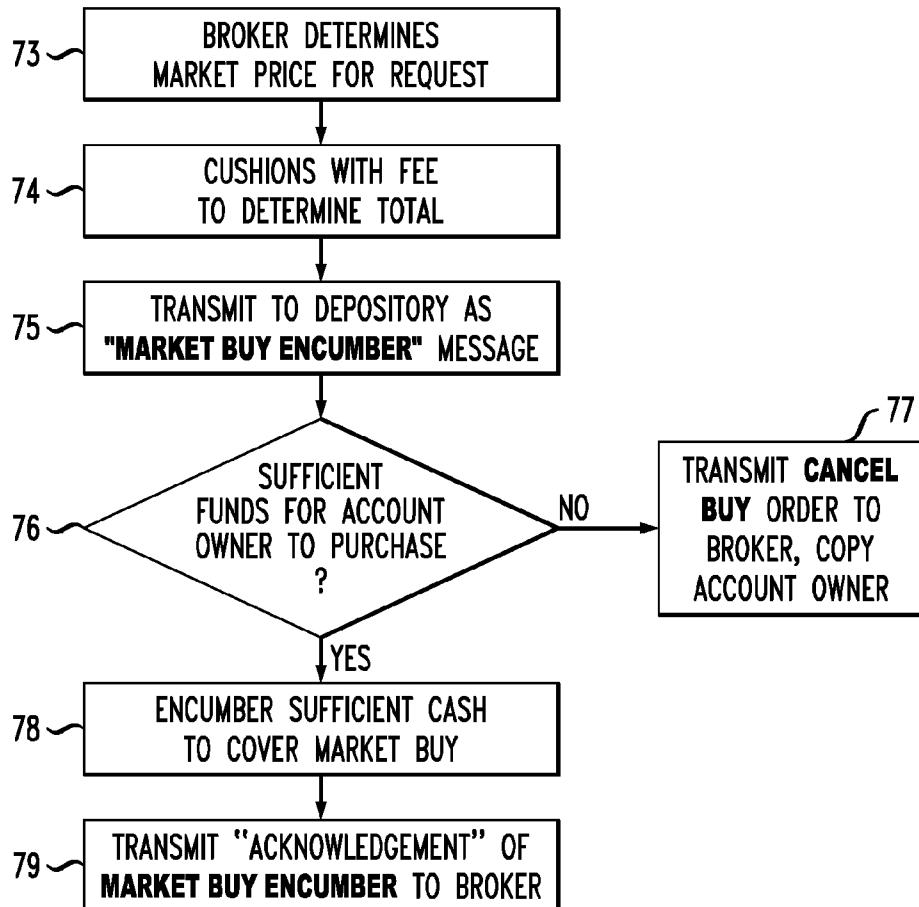 73
BROKER DETERMINES
MARKET PRICE FOR REQUEST
74
CUSHIONS WITH FEE
TO DETERMINE TOTAL
75
TRANSMIT TO DEPOSITORY AS
"MARKET BUY ENCUMBER" MESSAGE
76
SUFFICIENT
FUNDS FOR ACCOUNT
OWNER TO PURCHASE
?
NO
77
TRANSMIT CANCEL
BUY ORDER TO
BROKER, COPY
ACCOUNT OWNER
YES
78
ENCUMBER SUFFICIENT CASH
TO COVER MARKET BUY
79
TRANSMIT “ACKNOWLEDGEMENT” OF
MARKET BUY ENCUMBER TO BROKER